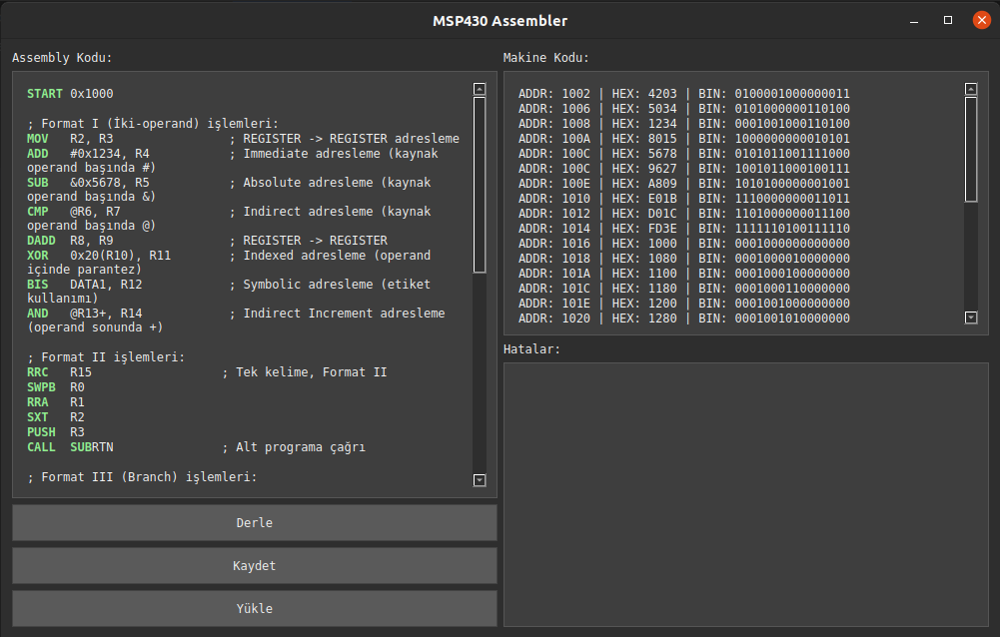 MSP430 Assembler
Assembly Kodu:
START 0x1000
; Format I (İki-operand) işlemleri:
MOV R2, R3 ; REGISTER -> REGISTER adresleme
ADD #0x1234, R4 ; Immediate adresleme (kaynak
operand başında #)
SUB &0x5678, R5 ; Absolute adresleme (kaynak
operand başında &)
CMP @R6, R7 ; Indirect adresleme (kaynak
operand başında @)
DADD R8, R9 ; REGISTER -> REGISTER
XOR 0x20(R10), R11 ; Indexed adresleme (operand
içinde parantez)
BIS DATA1, R12 ; Symbolic adresleme (etiket
kullanımı)
AND @R13+, R14 ; Indirect Increment adresleme
(operand sonunda +)
; Format II işlemleri:
RRC R15 ; Tek kelime, Format II
SWPB R0
RRA R1
SXT R2
PUSH R3
CALL SUBRTN ; Alt programa çağrı
; Format III (Branch) işlemleri:
Derle
Kaydet
Yükle
Makine Kodu:
ADDR: 1002 | HEX: 4203 | BIN: 0100001000000011
ADDR: 1006 | HEX: 5034 | BIN: 0101000000110100
ADDR: 1008 | HEX: 1234 | BIN: 0001001000110100
ADDR: 100A | HEX: 8015 | BIN: 1000000000010101
ADDR: 100C | HEX: 5678 | BIN: 0101011001111000
ADDR: 100C | HEX: 9627 | BIN: 1001011000100111
ADDR: 100E | HEX: A809 | BIN: 1010100000001001
ADDR: 1010 | HEX: E01B | BIN: 1110000000011011
ADDR: 1012 | HEX: D01C | BIN: 1101000000011100
ADDR: 1014 | HEX: FD3E | BIN: 1111110100111110
ADDR: 1016 | HEX: 1000 | BIN: 0001000000000000
ADDR: 1018 | HEX: 1080 | BIN: 0001000010000000
ADDR: 101A | HEX: 1100 | BIN: 0001000100000000
ADDR: 101C | HEX: 1180 | BIN: 0001000110000000
ADDR: 101E | HEX: 1200 | BIN: 0001001000000000
ADDR: 1020 | HEX: 1280 | BIN: 0001001010000000
Hatalar: